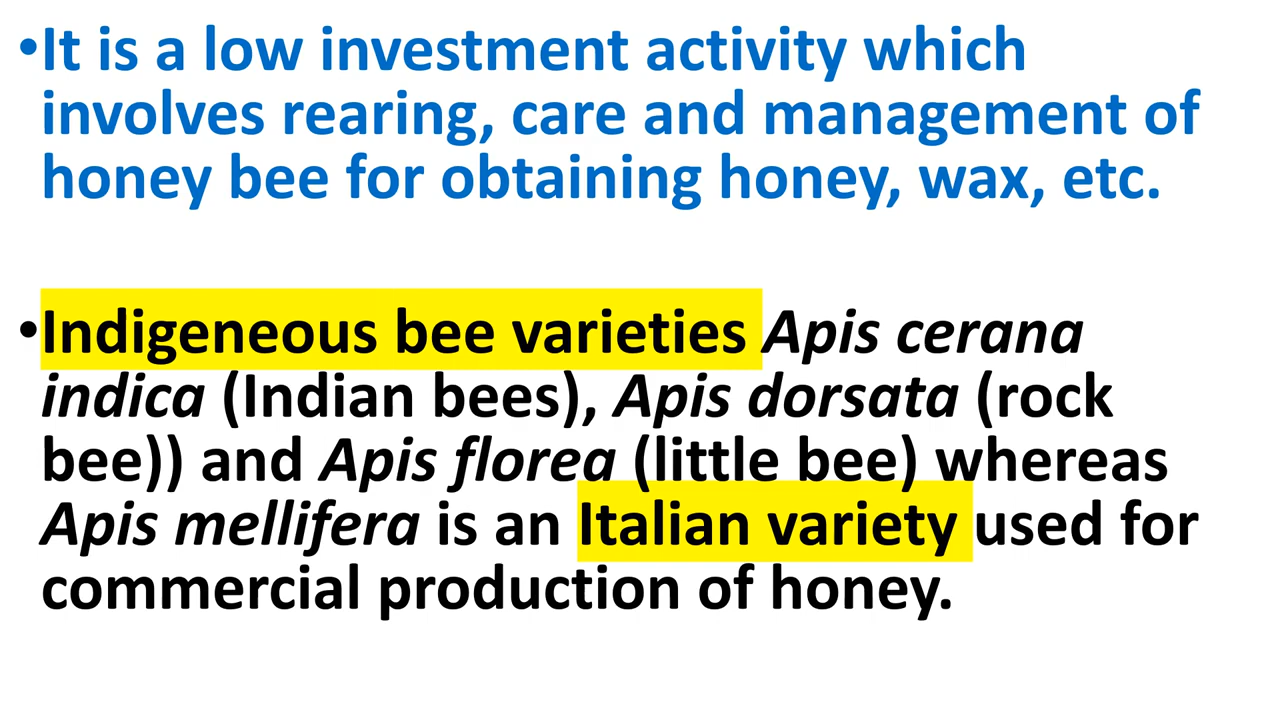 •It is a low investment activity which
involves rearing, care and management of
honey bee for obtaining honey, wax, etc.
•Indigeneous bee varieties Apis cerana
indica (Indian bees), Apis dorsata (rock
bee)) and Apis florea (little bee) whereas
Apis mellifera is an Italian variety used for
commercial production of honey.